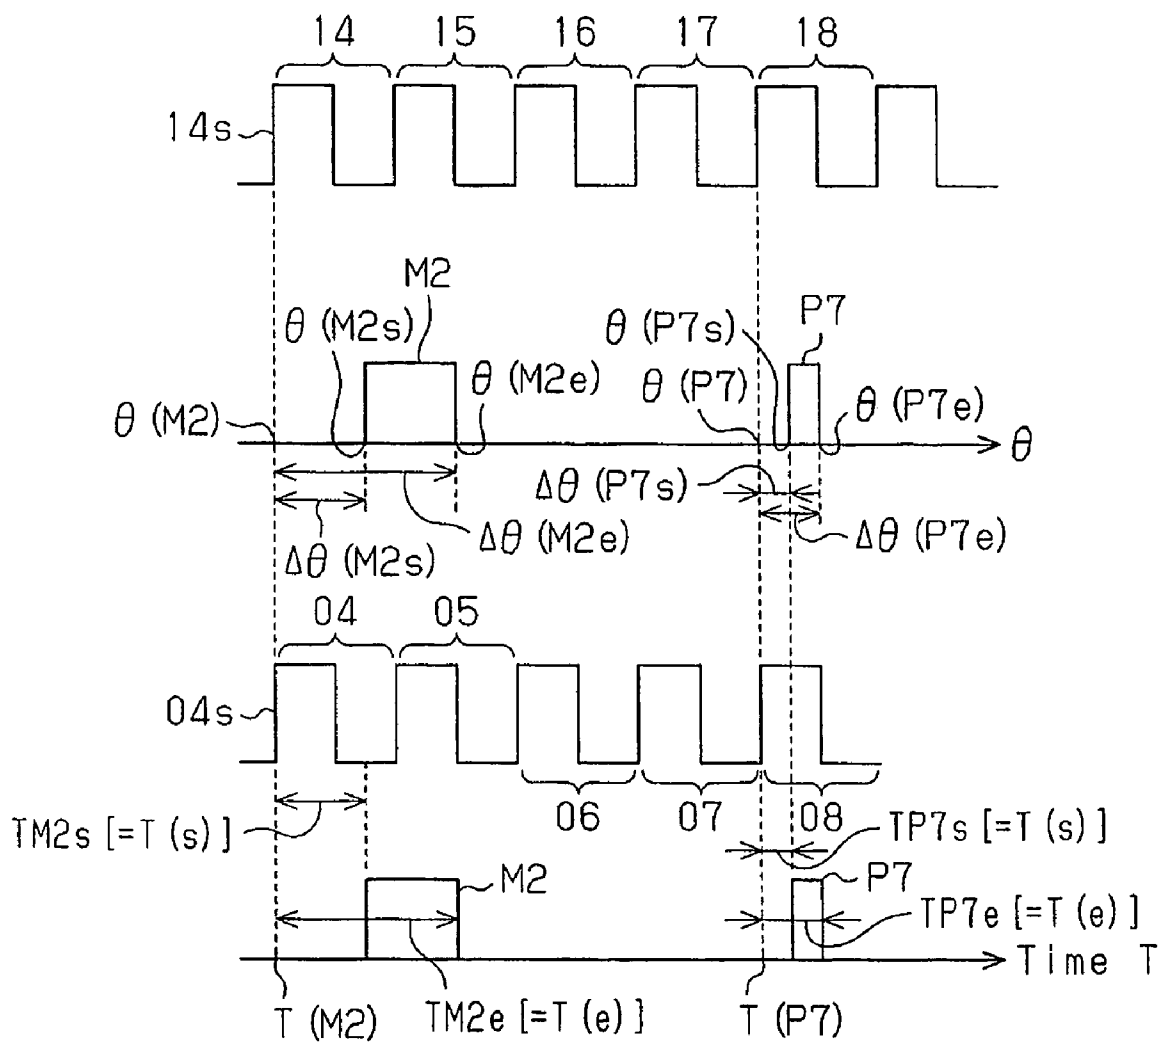 14 15 16 17 18
14s
M2
P7
θ (M2s)
θ (P7s)
θ (M2e)
θ (P7)
θ (P7e)
θ (M2)
θ
Δθ (P7s)
Δθ (M2e)
Δθ (P7e)
Δθ (M2s)
04 05
04s
06 07 08
TM2s [=T (s) ]
TP7s [=T (s) ]
M2
P7
TP7e [=T (e) ]
Time T
T (M2)
TM2e [=T (e) ]
T (P7)